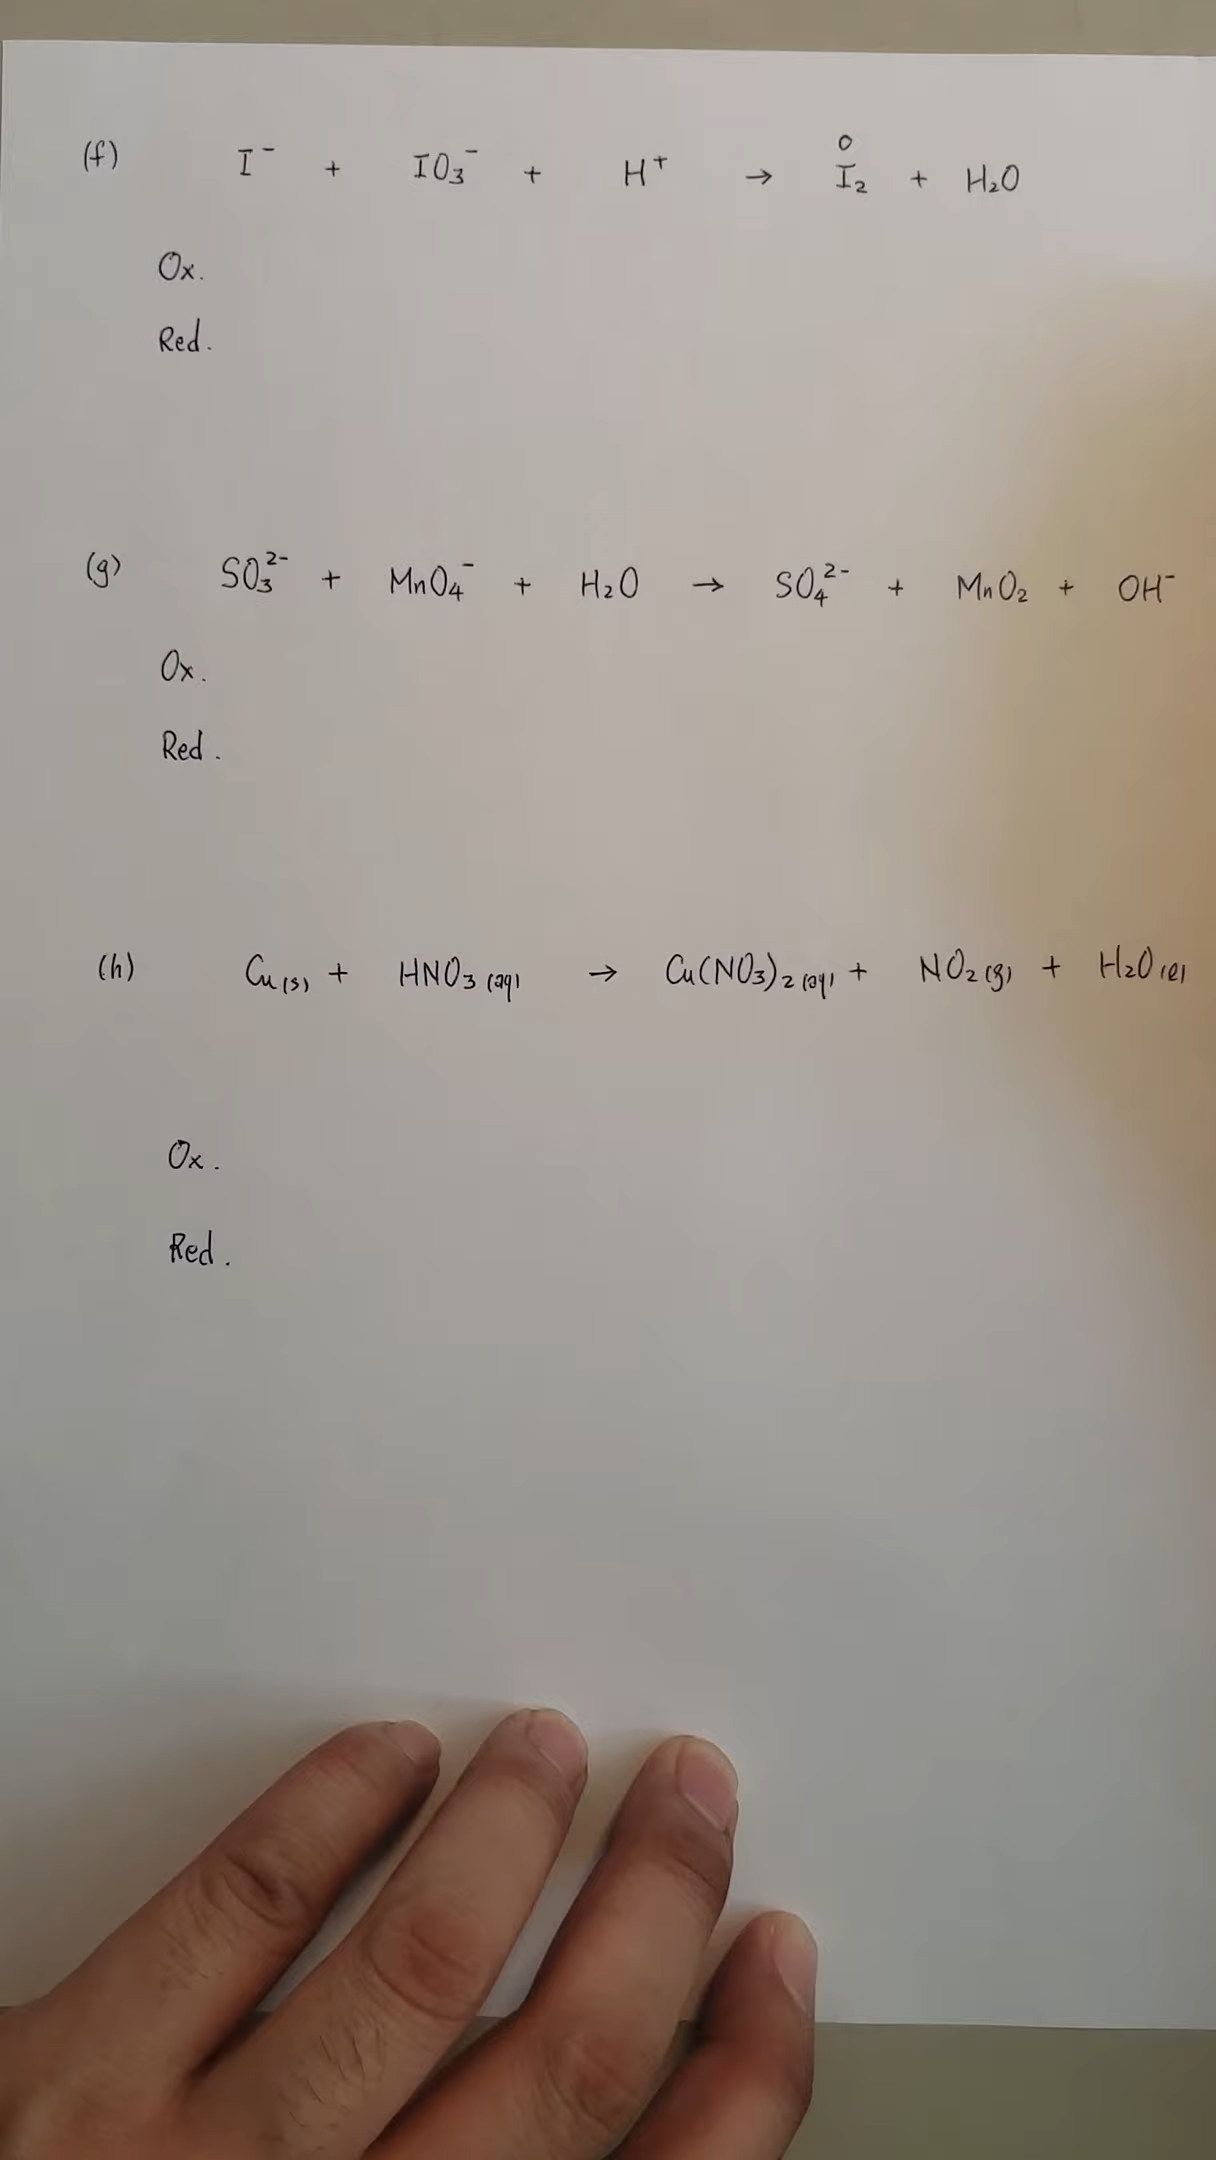 0
(f) I⁻ + IO₃⁻ + H⁺ → I₂ + H₂O
Ox.
Red.
(g) SO₃²⁻ + MnO₄⁻ + H₂O → SO₄²⁻ + MnO₂ + OH⁻
Ox.
Red.
(h) Cu(s) + HNO₃(aq) → Cu(NO₃)₂(aq) + NO₂(g) + H₂O(ℓ)
Ox.
Red.